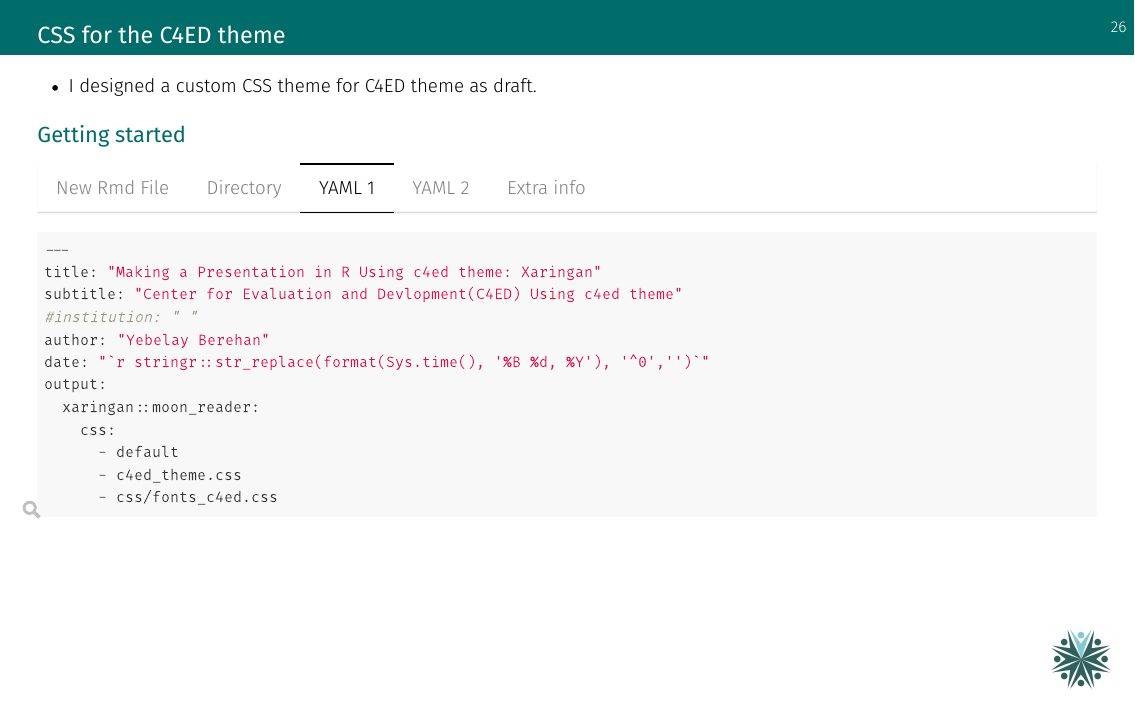 CSS for the C4ED theme
26
• I designed a custom CSS theme for C4ED theme as draft.
Getting started
New Rmd File Directory YAML 1 YAML 2 Extra info
---
title: "Making a Presentation in R Using c4ed theme: Xaringan"
subtitle: "Center for Evaluation and Devlopment(C4ED) Using c4ed theme"
#institution: " "
author: "Yebelay Berehan"
date: "`r stringr::str_replace(format(Sys.time(), '%B %d, %Y'), '^0','')`"
output:
  xaringan::moon_reader:
    css:
      - default
      - c4ed_theme.css
      - css/fonts_c4ed.css